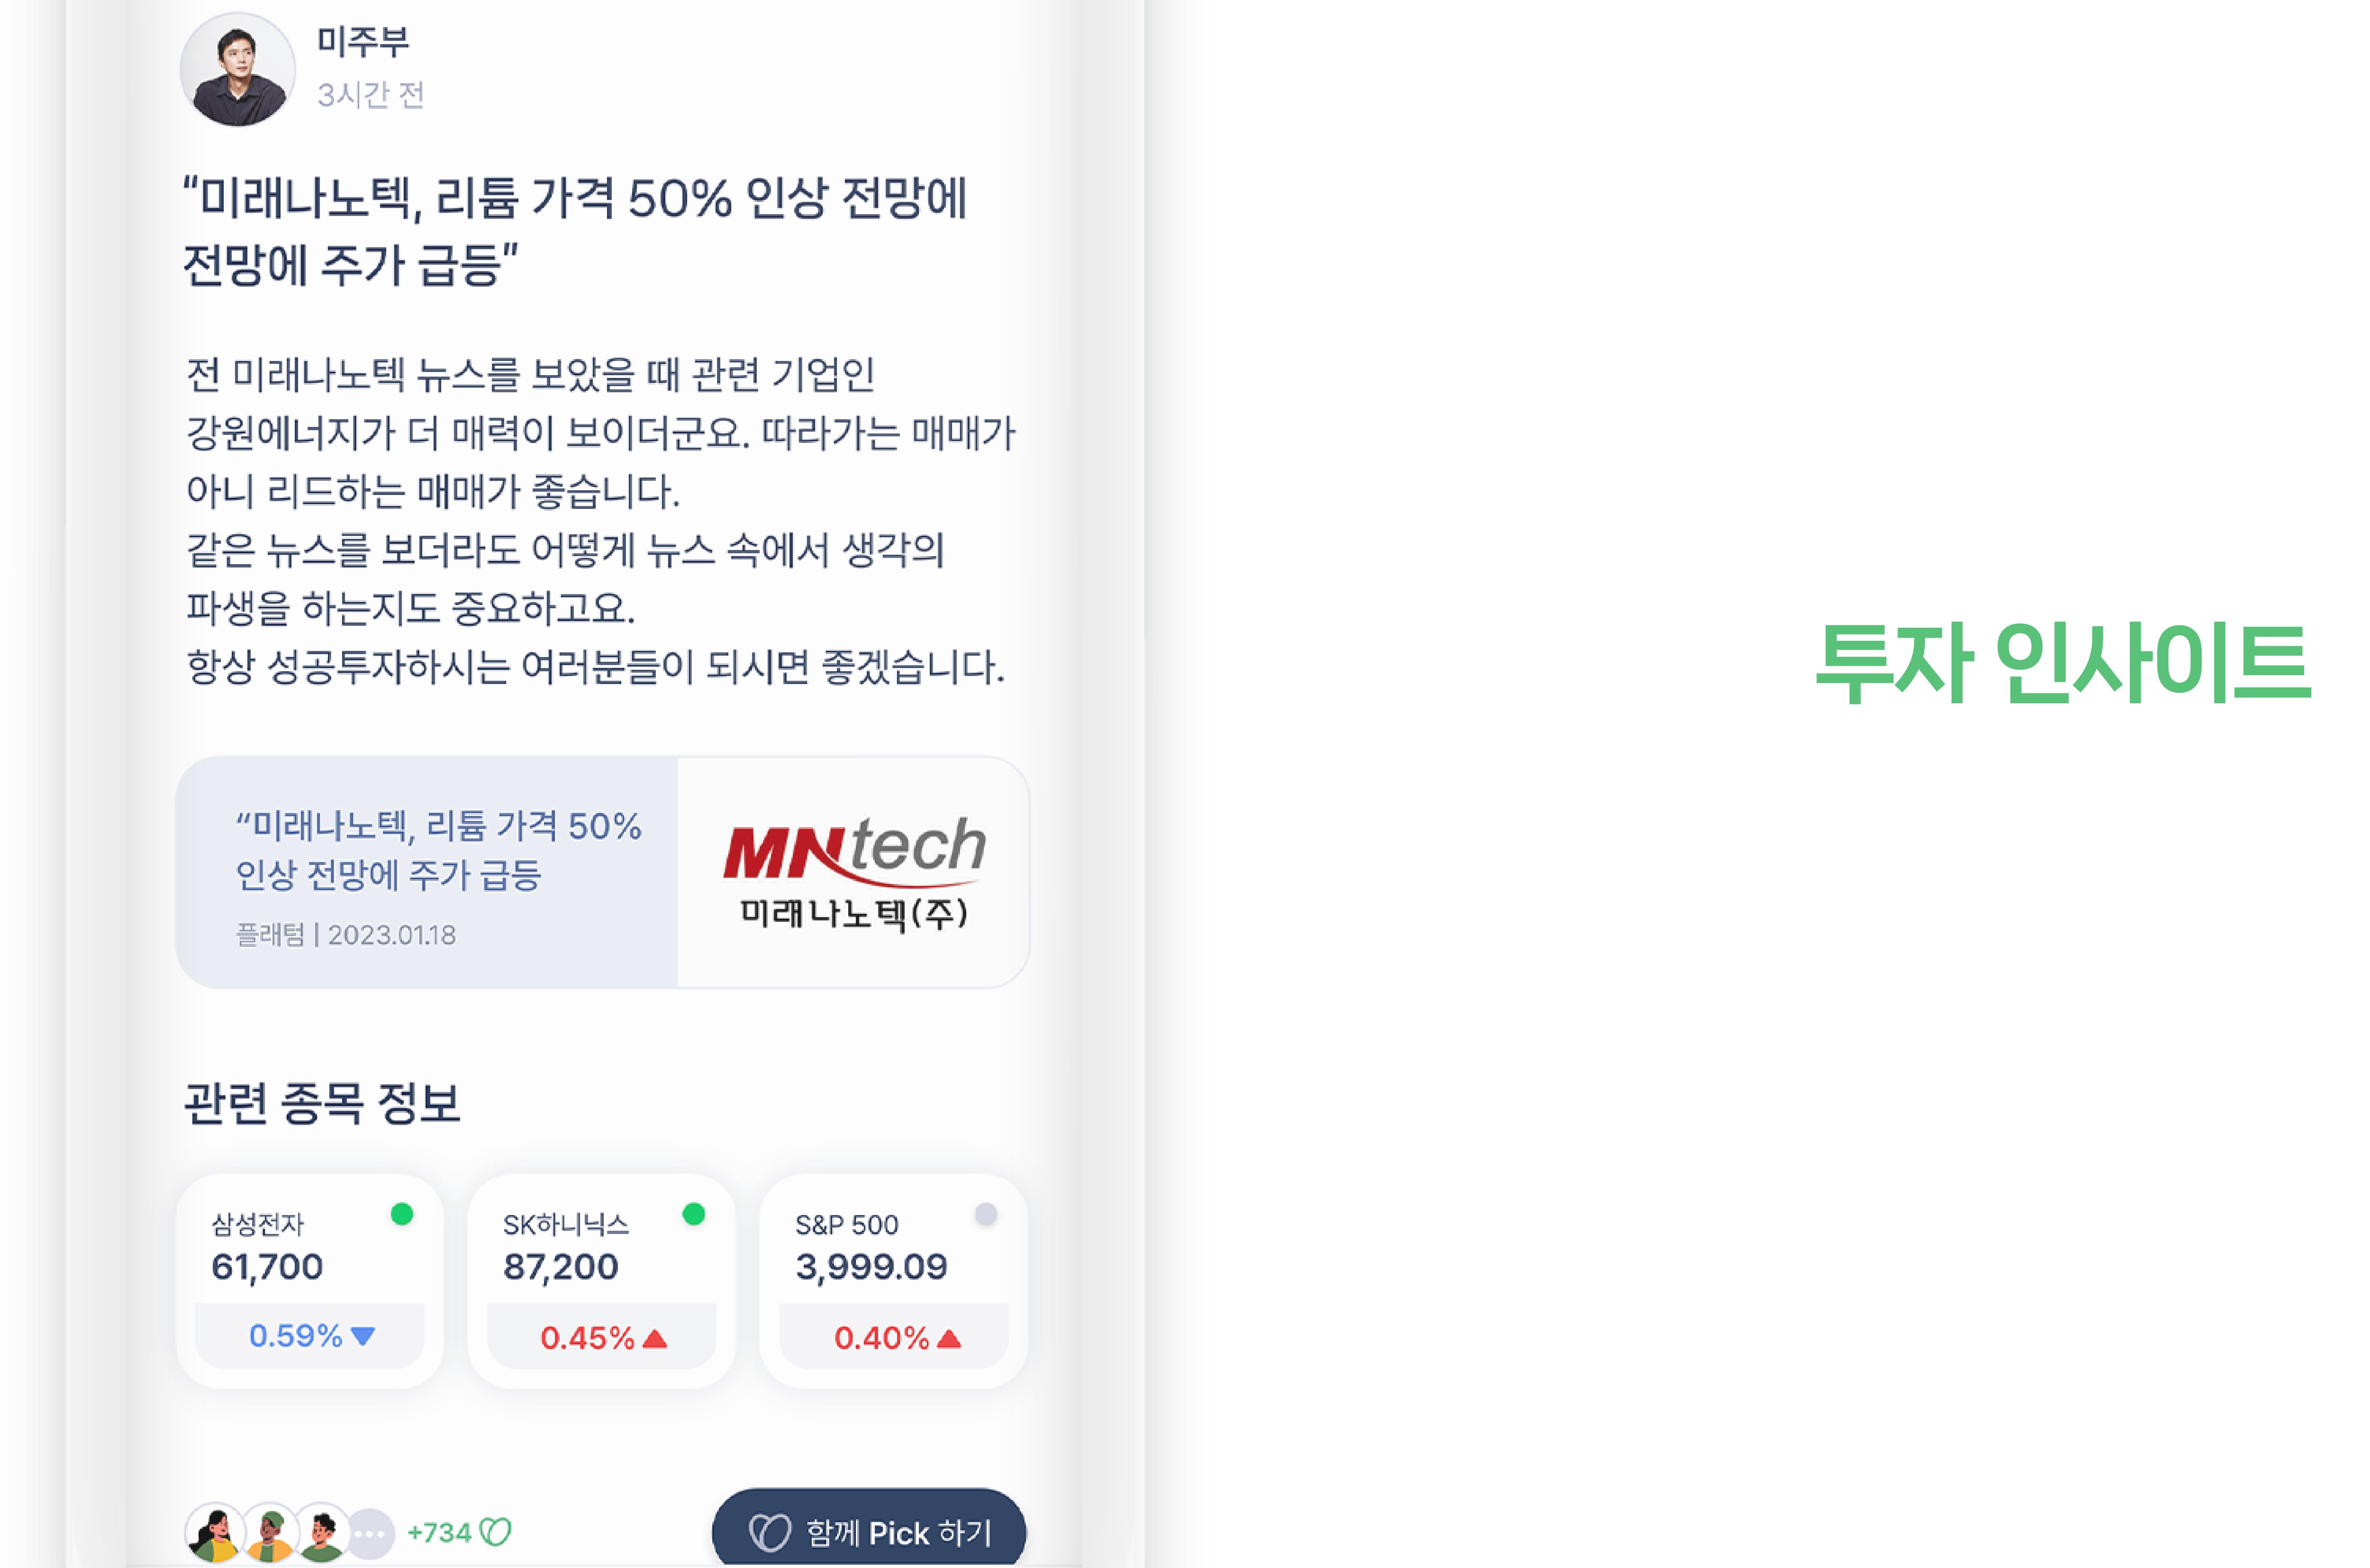 미주부
3시간 전
“미래나노텍, 리튬 가격 50% 인상 전망에
전망에 주가 급등”
전 미래나노텍 뉴스를 보았을 때 관련 기업인
강원에너지가 더 매력이 보이더군요. 따라가는 매매가
아니 리드하는 매매가 좋습니다.
같은 뉴스를 보더라도 어떻게 뉴스 속에서 생각의
파생을 하는지도 중요하고요.
항상 성공투자하시는 여러분들이 되시면 좋겠습니다.
“미래나노텍, 리튬 가격 50%
인상 전망에 주가 급등
플래텀 | 2023.01.18
MNtech
미래나노텍(주)
관련 종목 정보
삼성전자
61,700
0.59%▼
SK하니닉스
87,200
0.45%▲
S&P 500
3,999.09
0.40%▲
+734
함께 Pick 하기
투자 인사이트